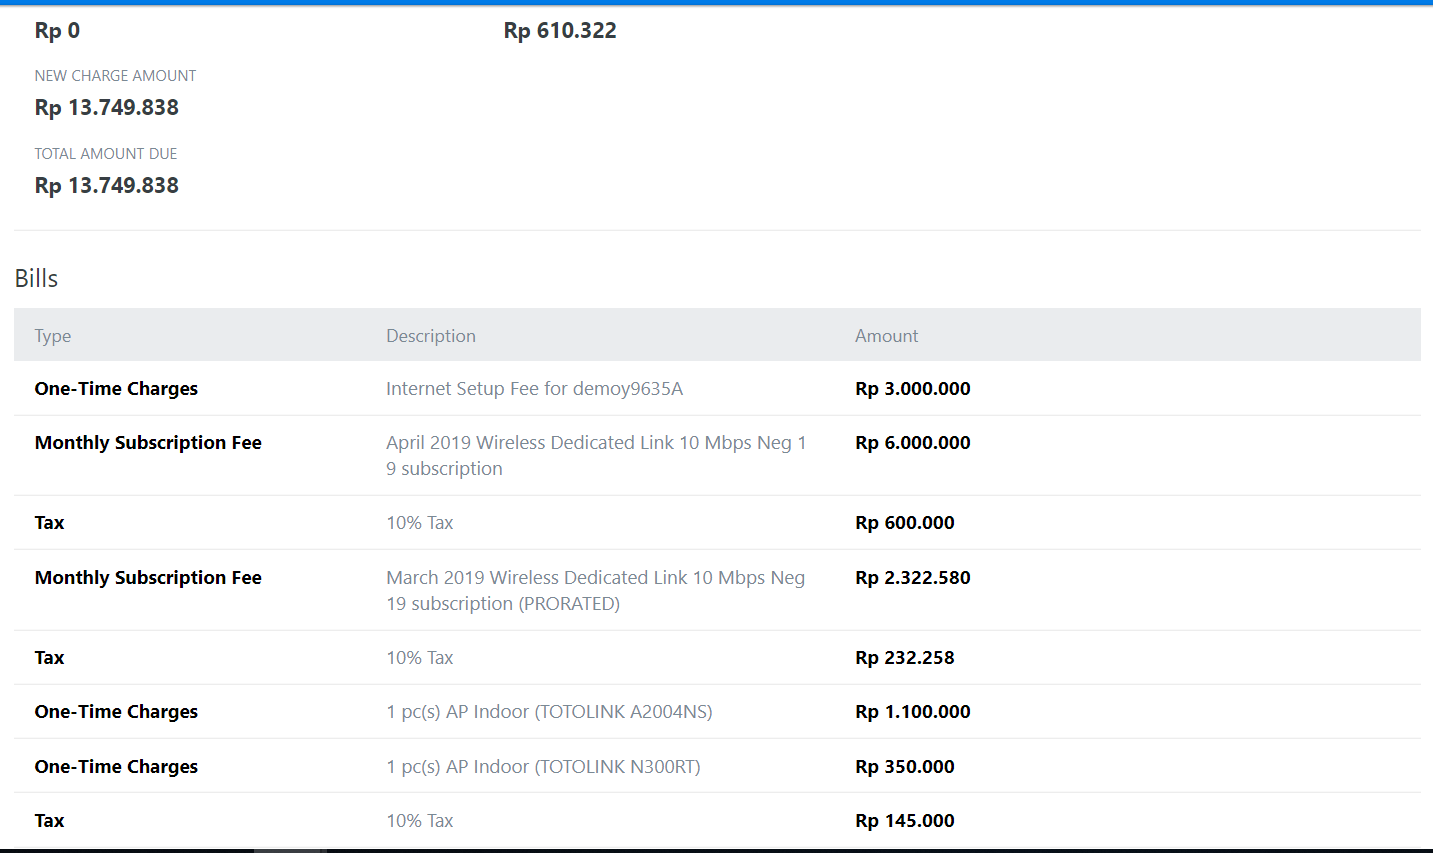 Rp 0 Rp 610.322
NEW CHARGE AMOUNT
Rp 13.749.838
TOTAL AMOUNT DUE
Rp 13.749.838
Bills
Type Description Amount
One-Time Charges Internet Setup Fee for demoy9635A Rp 3.000.000
Monthly Subscription Fee April 2019 Wireless Dedicated Link 10 Mbps Neg 1 Rp 6.000.000
9 subscription
Tax 10% Tax Rp 600.000
Monthly Subscription Fee March 2019 Wireless Dedicated Link 10 Mbps Neg Rp 2.322.580
19 subscription (PRORATED)
Tax 10% Tax Rp 232.258
One-Time Charges 1 pc(s) AP Indoor (TOTOLINK A2004NS) Rp 1.100.000
One-Time Charges 1 pc(s) AP Indoor (TOTOLINK N300RT) Rp 350.000
Tax 10% Tax Rp 145.000